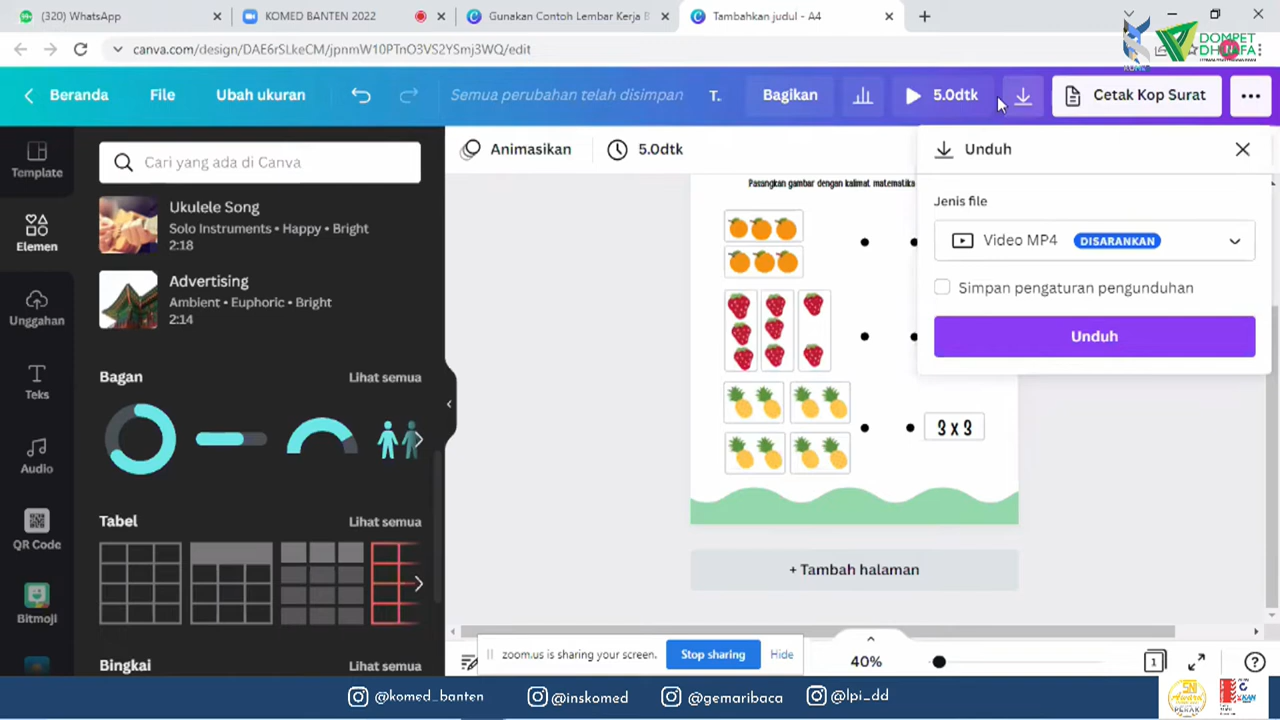 (320) WhatsApp
KOMED BANTEN 2022
Gunakan Contoh Lembar Kerja B
Tambahkan judul - A4
canva.com/design/DAE6rSLkeCM/jpnmW10PTnO3VS2YSmj3WQ/edit
DOMPET
DHUAFA
Beranda
File
Ubah ukuran
Semua perubahan telah disimpan
T.
Bagikan
5.0dtk
Cetak Kop Surat
Template
Elemen
Unggahan
Teks
Audio
QR Code
Bitmoji
Cari yang ada di Canva
Ukulele Song
Solo Instruments • Happy • Bright
2:18
Advertising
Ambient • Euphoric • Bright
2:14
Bagan
Lihat semua
Tabel
Lihat semua
Bingkai
Lihat semua
Animasikan
5.0dtk
Pasangkan gambar dengan kalimat matematika
3 x 3
+ Tambah halaman
Unduh
Jenis file
Video MP4 DISARANKAN
Simpan pengaturan pengunduhan
Unduh
zoom.us is sharing your screen.
Stop sharing
Hide
40%
1
@komed_banten
@inskomed
@gemaribaca
@lpi_dd